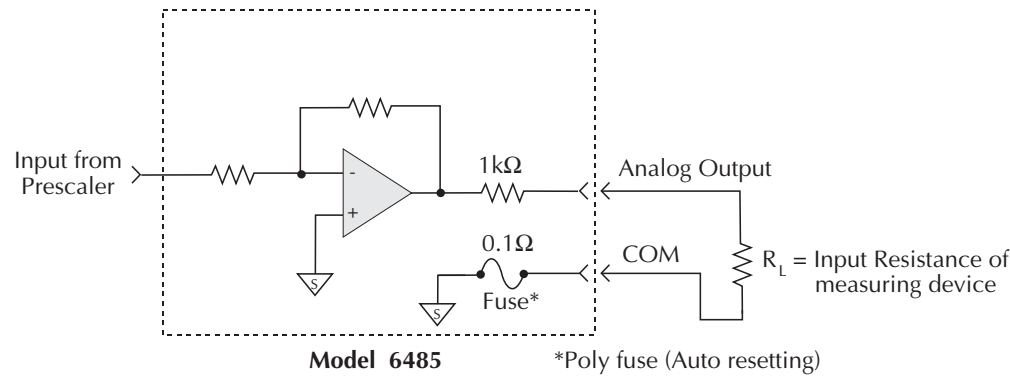 Input from
Prescaler
-
+
S
1kΩ
Analog Output
0.1Ω
COM
S
Fuse*
R_L = Input Resistance of
measuring device
Model 6485
*Poly fuse (Auto resetting)